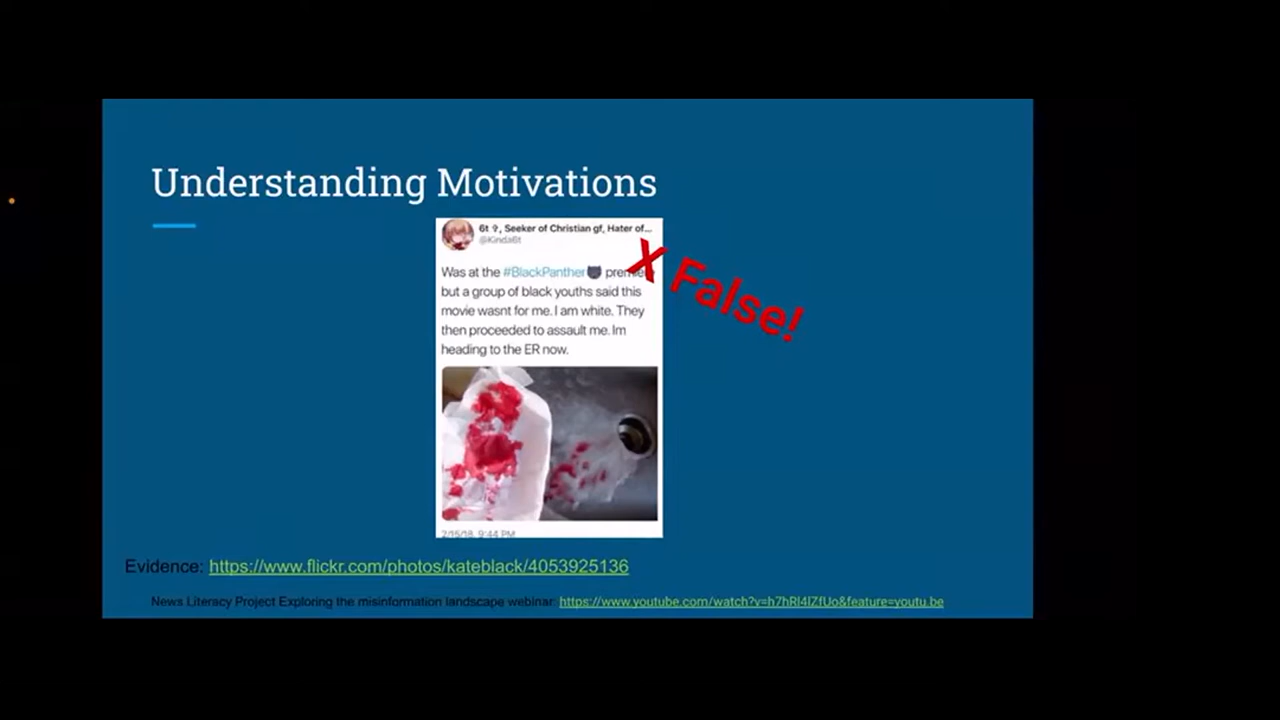 Understanding Motivations
6t ✞, Seeker of Christian gf, Hater of...
@Kinda6t
Was at the #BlackPanther premiere
but a group of black youths said this
movie wasnt for me. I am white. They
then proceeded to assault me. Im
heading to the ER now.
X False!
2/15/18, 9:44 PM
Evidence: https://www.flickr.com/photos/kateblack/4053925136
News Literacy Project Exploring the misinformation landscape webinar: https://www.youtube.com/watch?v=h7hRl4lZfUo&feature=youtu.be